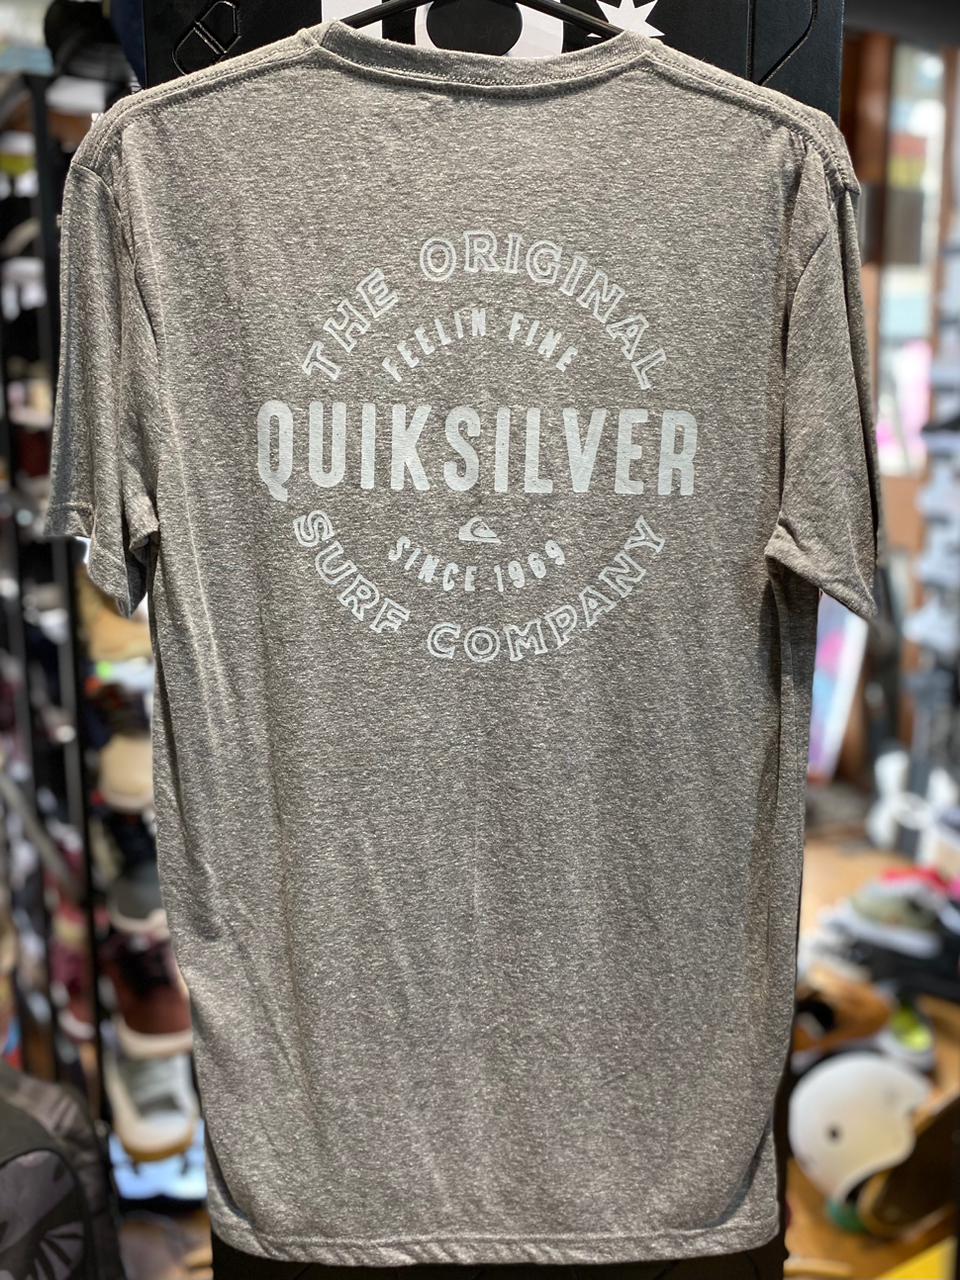 THE ORIGINAL
FEELIN FINE
QUIKSILVER
SINCE 1969
SURF COMPANY